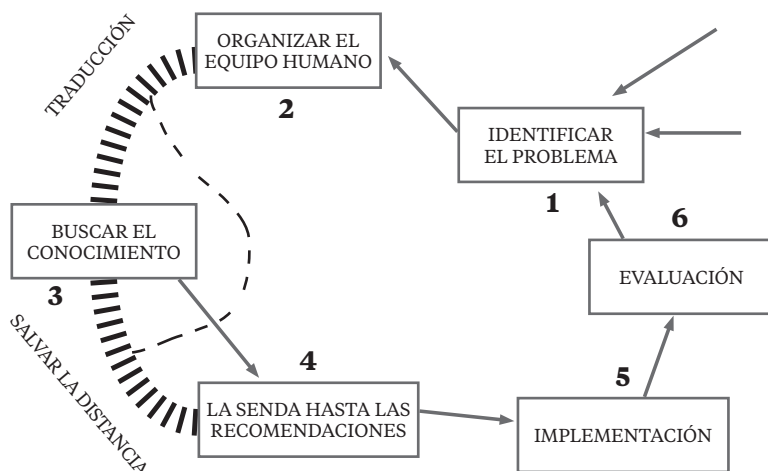 TRADUCCIÓN
ORGANIZAR EL
EQUIPO HUMANO
2
IDENTIFICAR
EL PROBLEMA
1
BUSCAR EL
CONOCIMIENTO
3
6
EVALUACIÓN
SALVAR LA DISTANCIA
4
LA SENDA HASTA LAS
RECOMENDACIONES
5
IMPLEMENTACIÓN